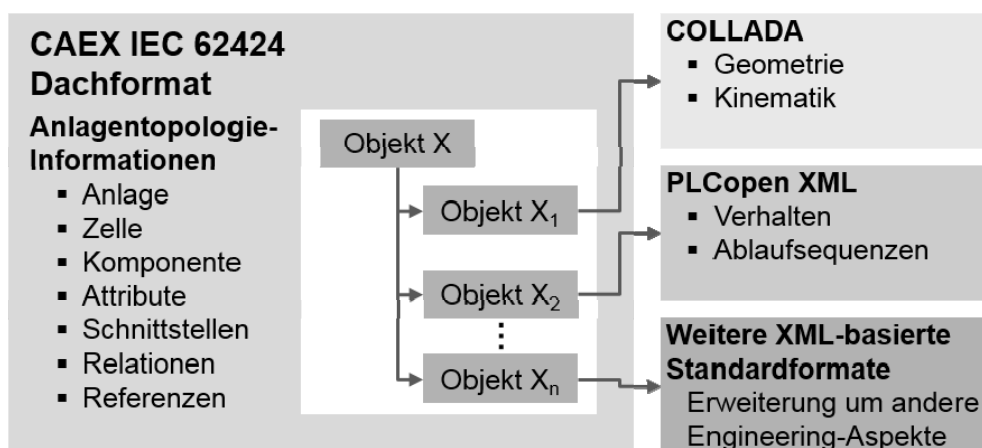 CAEX IEC 62424
Dachformat
Anlagentopologie-
Informationen
▪ Anlage
▪ Zelle
▪ Komponente
▪ Attribute
▪ Schnittstellen
▪ Relationen
▪ Referenzen
Objekt X
Objekt X₁
Objekt X₂
⋮
Objekt Xₙ
COLLADA
▪ Geometrie
▪ Kinematik
PLCopen XML
▪ Verhalten
▪ Ablaufsequenzen
Weitere XML-basierte
Standardformate
Erweiterung um andere
Engineering-Aspekte